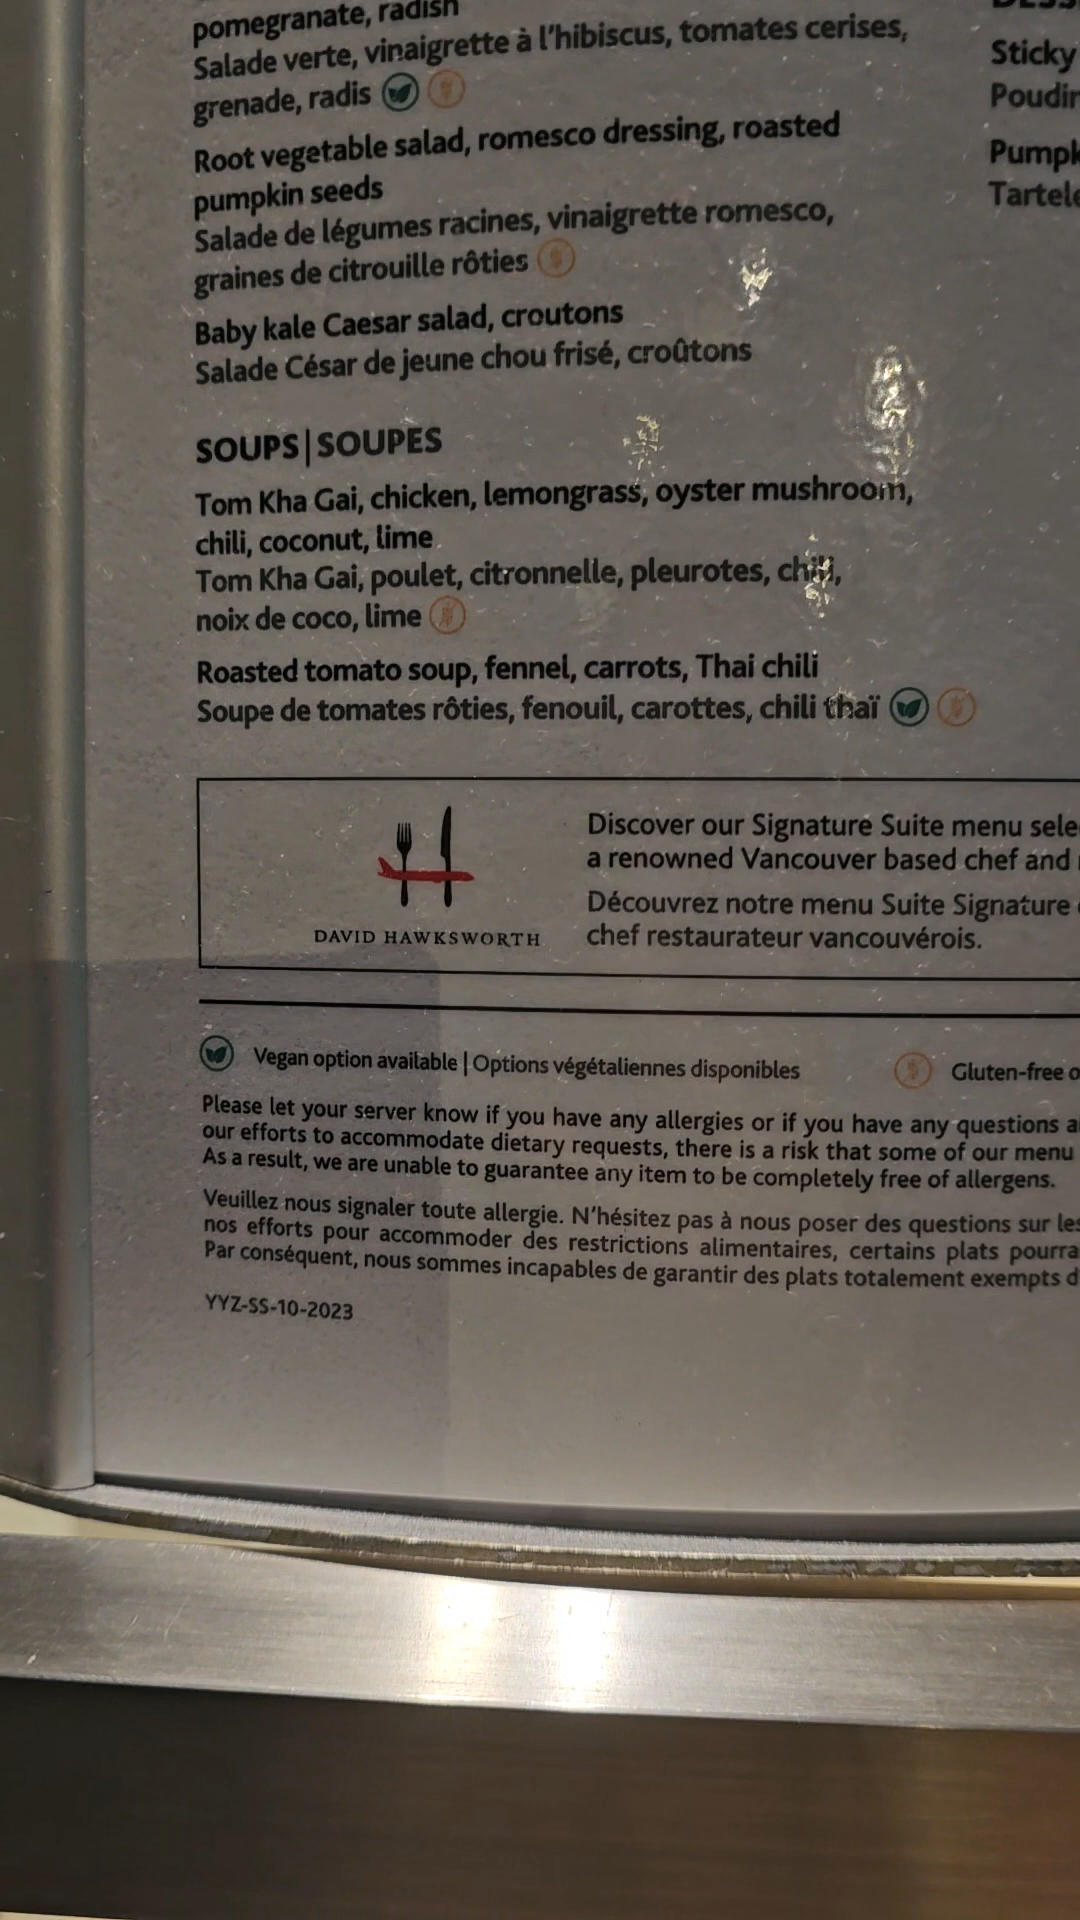 pomegranate, radish
Salade verte, vinaigrette à l'hibiscus, tomates cerises,
grenade, radis
Root vegetable salad, romesco dressing, roasted
pumpkin seeds
Salade de légumes racines, vinaigrette romesco,
graines de citrouille rôties
Baby kale Caesar salad, croutons
Salade César de jeune chou frisé, croûtons
SOUPS|SOUPES
Tom Kha Gai, chicken, lemongrass, oyster mushroom,
chili, coconut, lime
Tom Kha Gai, poulet, citronnelle, pleurotes, chili,
noix de coco, lime
Roasted tomato soup, fennel, carrots, Thai chili
Soupe de tomates rôties, fenouil, carottes, chili thaï
Sticky
DAVID HAWKSWORTH
Discover our Signature Suite menu
a renowned Vancouver based chef and
Découvrez notre menu Suite Signature
chef restaurateur vancouvérois.
Vegan option available | Options végétaliennes disponibles
Gluten-free
Please let your server know if you have any allergies or if you have any questions
our efforts to accommodate dietary requests, there is a risk that some of our menu
As a result, we are unable to guarantee any item to be completely free of allergens.
Veuillez nous signaler toute allergie. N'hésitez pas à nous poser des questions sur les
nos efforts pour accommoder des restrictions alimentaires, certains plats
Par conséquent, nous sommes incapables de garantir des plats totalement exempts
YYZ-SS-10-2023